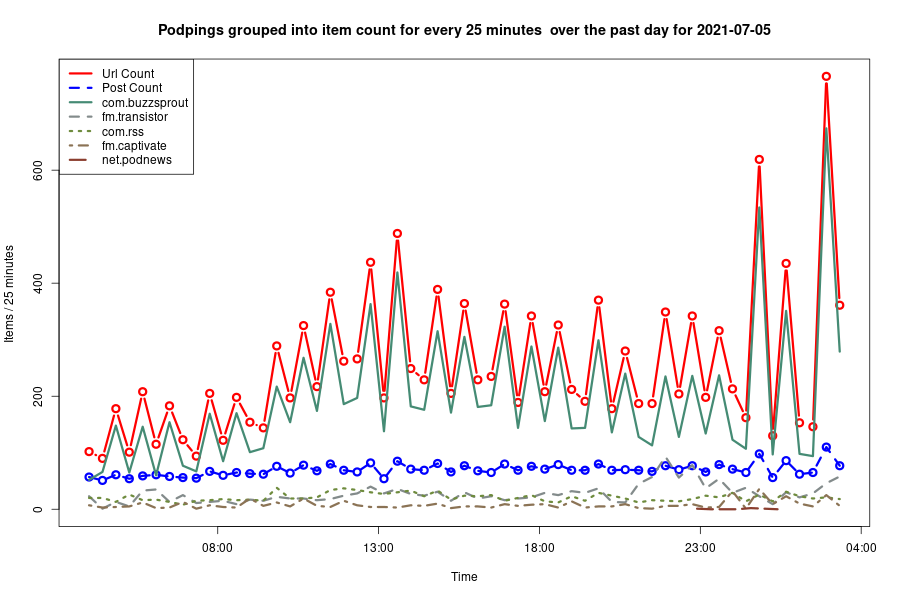 Podpings grouped into item count for every 25 minutes  over the past day for 2021-07-05
Url Count
Post Count
com.buzzsprout
fm.transistor
com.rss
fm.captivate
net.podnews
Items / 25 minutes
600
400
200
0
08:00
13:00
18:00
23:00
04:00
Time